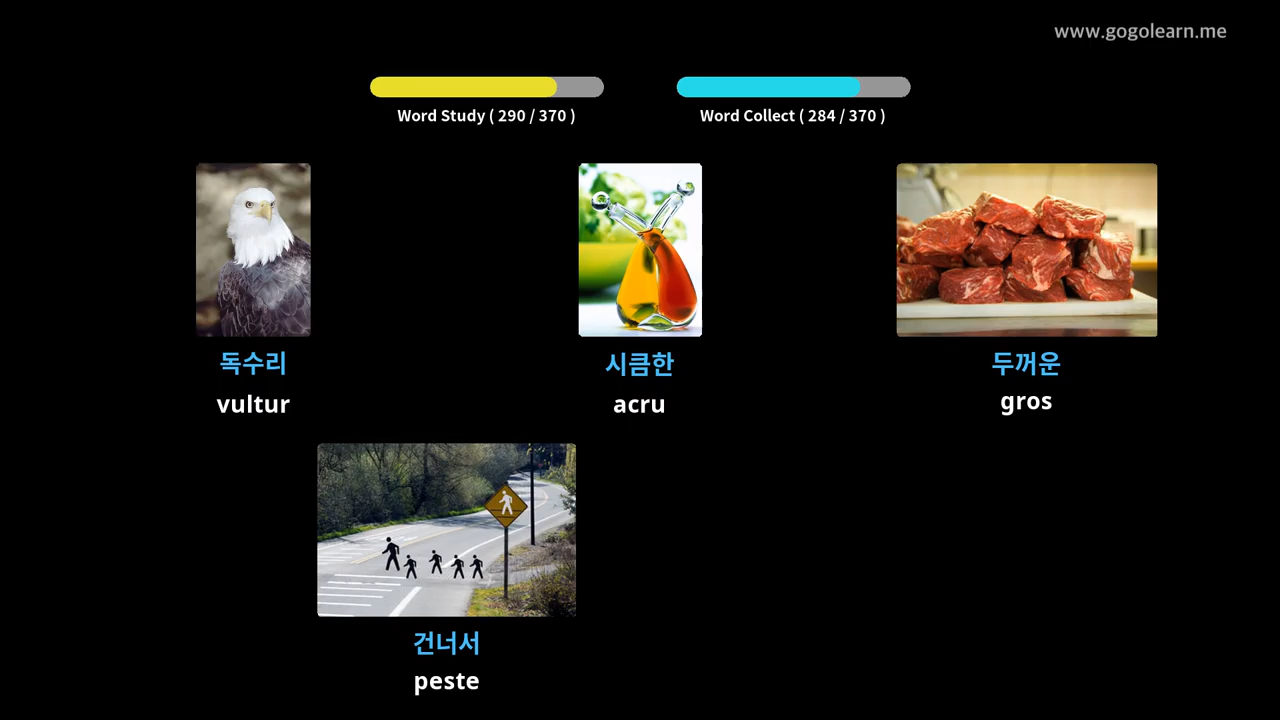 www.gogolearn.me
Word Study ( 290 / 370 )
Word Collect ( 284 / 370 )
독수리
vultur
시큼한
acru
두꺼운
gros
건너서
peste